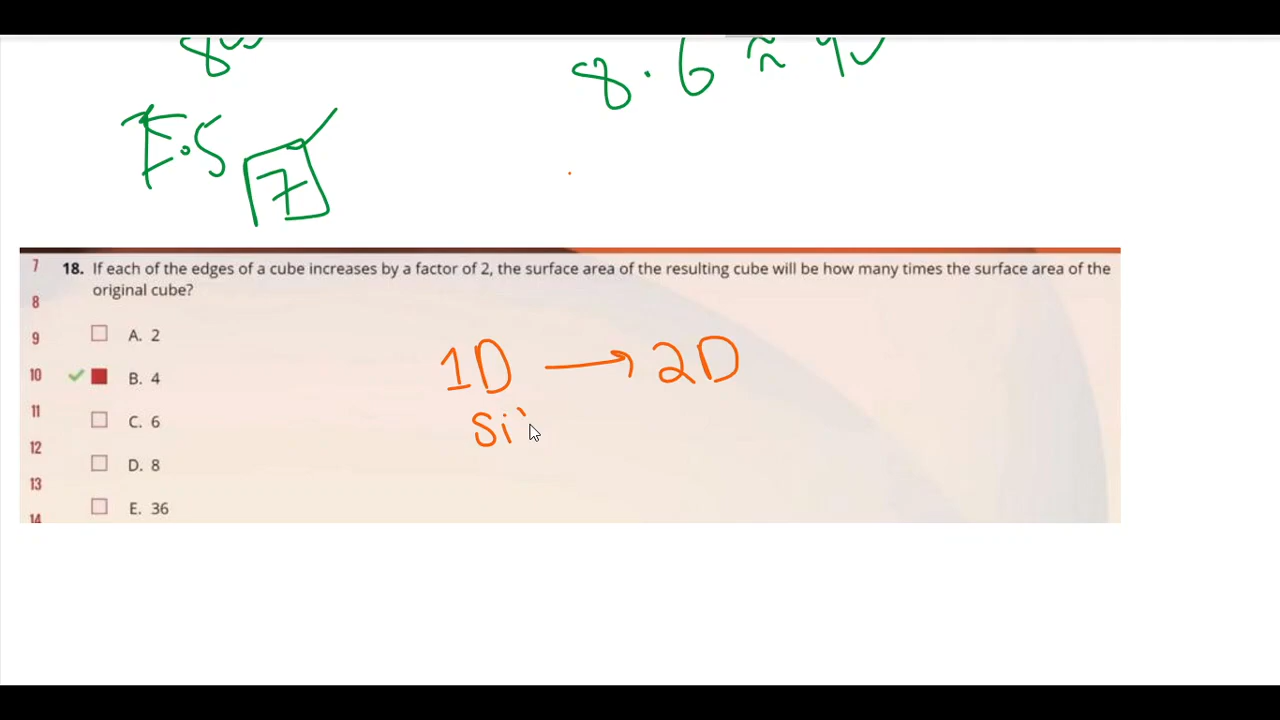 8 . 6 ≈
E.S
7
7 18. If each of the edges of a cube increases by a factor of 2, the surface area of the resulting cube will be how many times the surface area of the
8 original cube?
9 A. 2
1D → 2D
10 B. 4
11 C. 6
Si
12 D. 8
13
14 E. 36